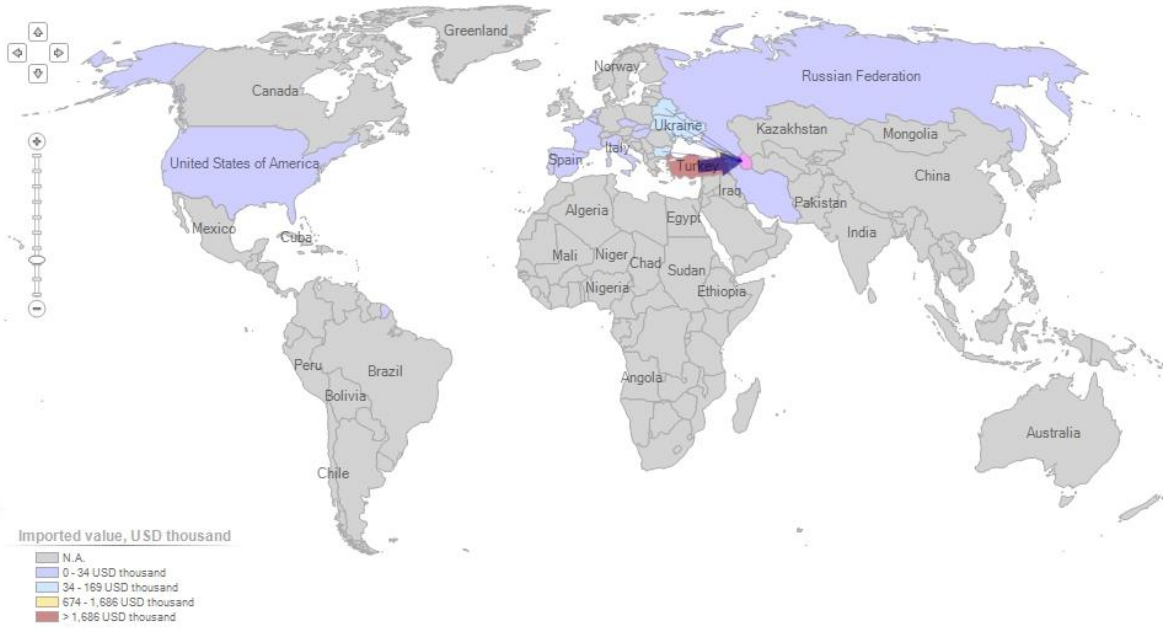 Greenland
Norway
Russian Federation
Canada
Ukraine
Kazakhstan
Mongolia
United States of America
Spain
Italy
Turkey
China
Iraq
Pakistan
Mexico
Cuba
Algeria
Egypt
India
Mali
Niger
Chad
Sudan
Nigeria
Ethiopia
Peru
Brazil
Angola
Bolivia
Australia
Chile
Imported value, USD thousand
N.A.
0 - 34 USD thousand
34 - 169 USD thousand
674 - 1,686 USD thousand
> 1,686 USD thousand